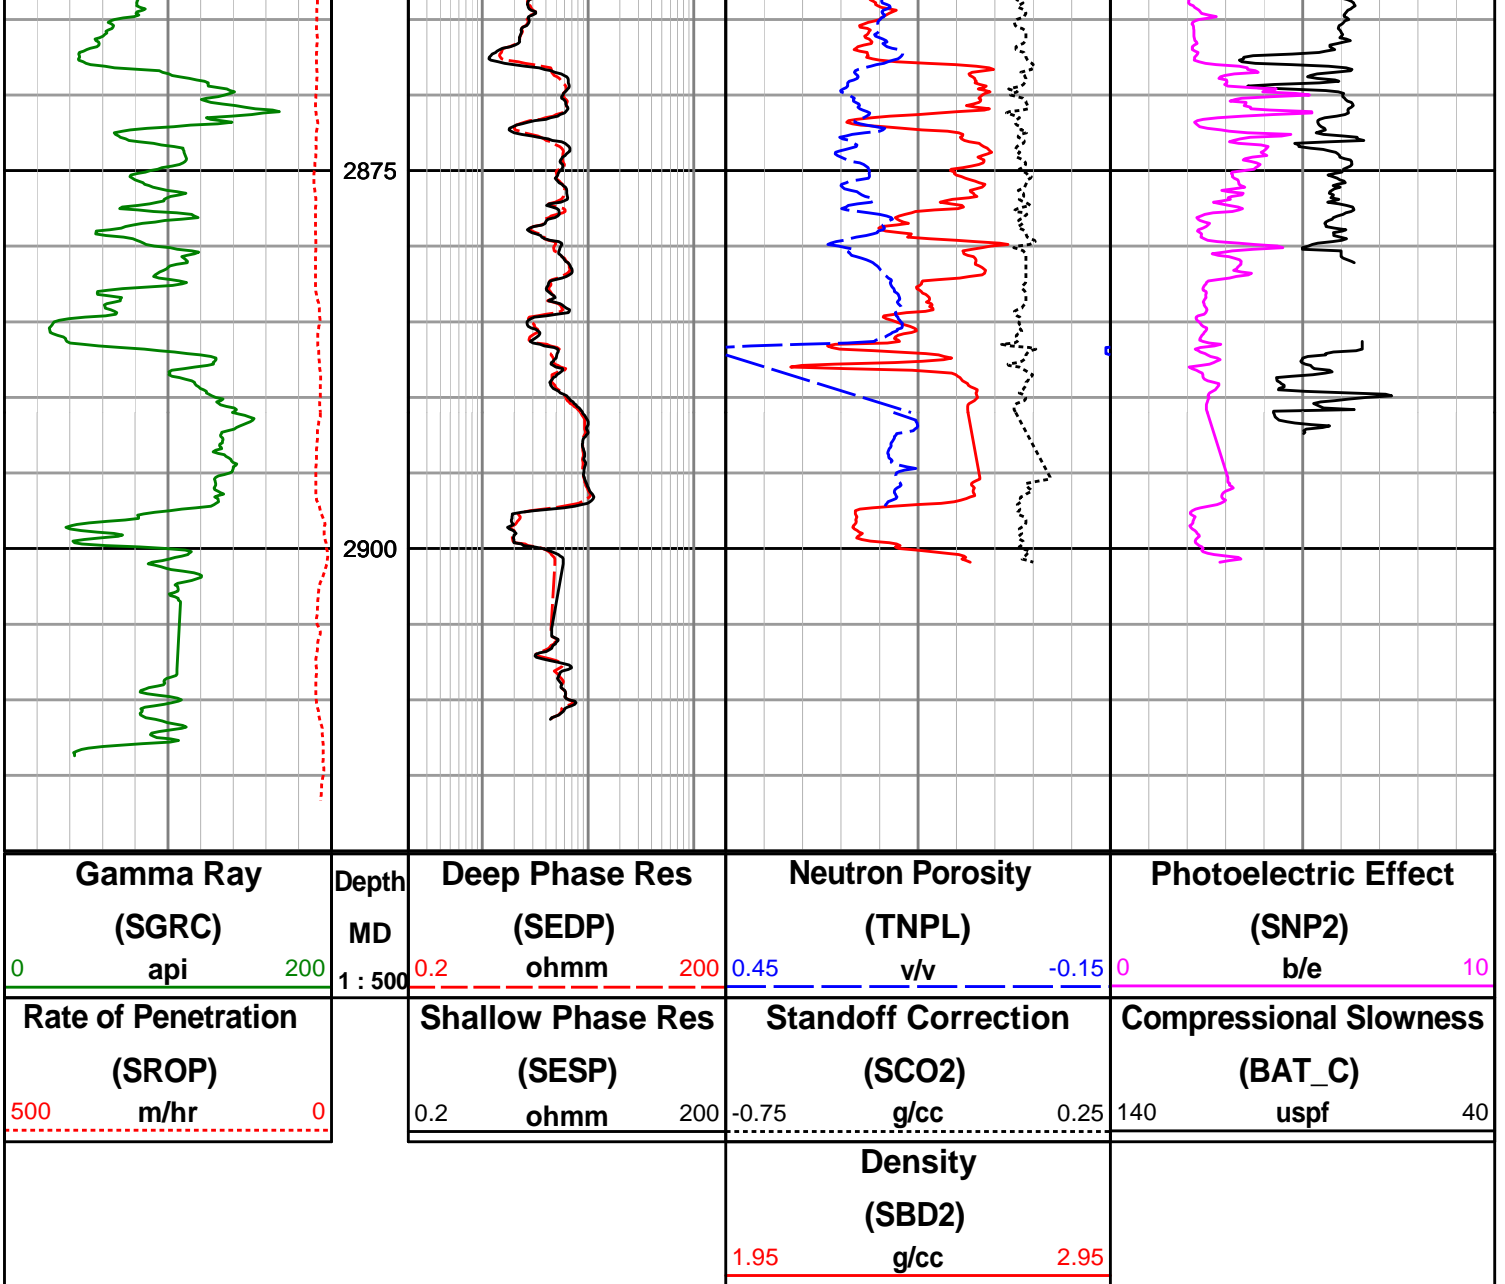 2875
2900
Gamma Ray
(SGRC)
0 api 200
Rate of Penetration
(SROP)
500 m/hr 0
Depth
MD
1 : 500
Deep Phase Res
(SEDP)
0.2 ohmm 200
Shallow Phase Res
(SESP)
0.2 ohmm 200
Neutron Porosity
(TNPL)
0.45 v/v -0.15
Standoff Correction
(SCO2)
-0.75 g/cc 0.25
Density
(SBD2)
1.95 g/cc 2.95
Photoelectric Effect
(SNP2)
0 b/e 10
Compressional Slowness
(BAT_C)
140 uspf 40